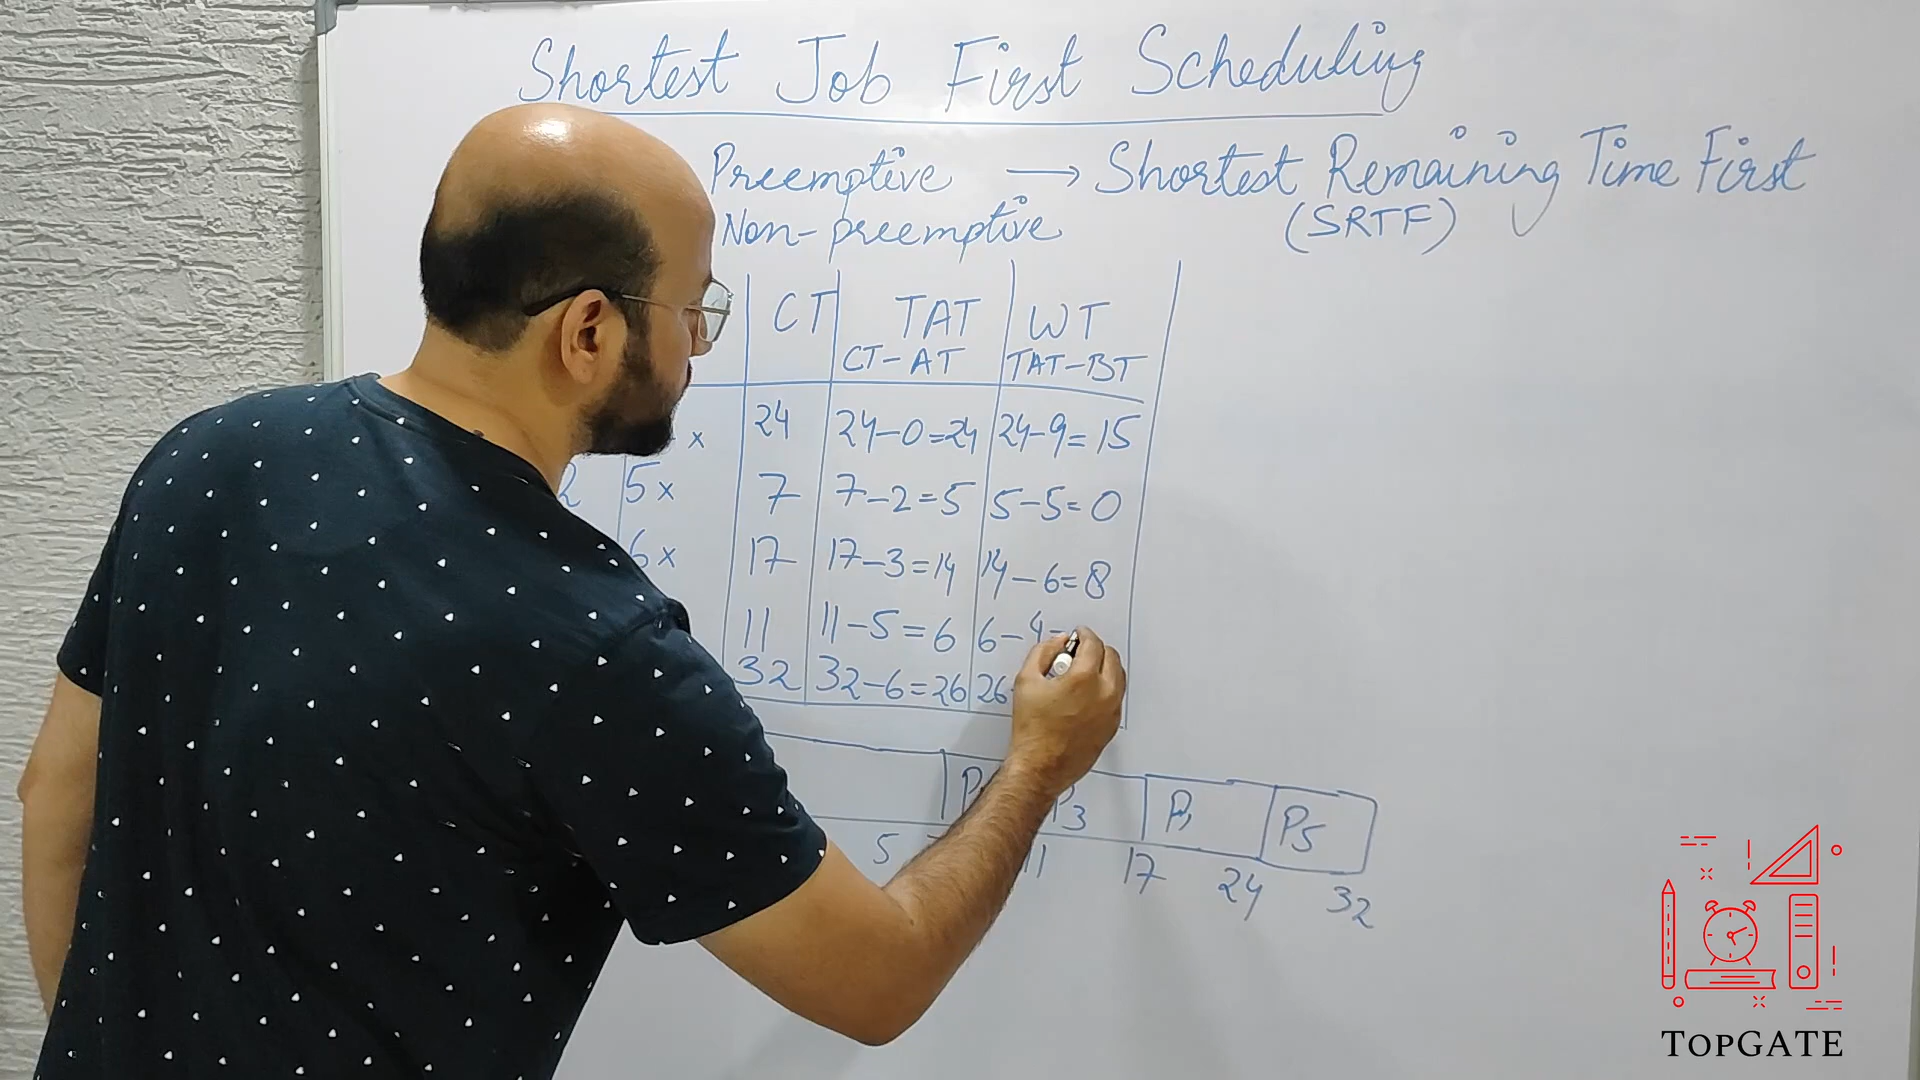 Shortest Job First Scheduling
Preemptive → Shortest Remaining Time First
Non-preemptive (SRTF)
CT TAT WT
CT-AT TAT-BT
x 24 24-0=24 24-9=15
2 5x 7 7-2=5 5-5=0
6x 17 17-3=14 14-6=8
11 11-5=6 6-4=
32 32-6=26 26
P3 P1 P5
5 11 17 24 32
TOPGATE